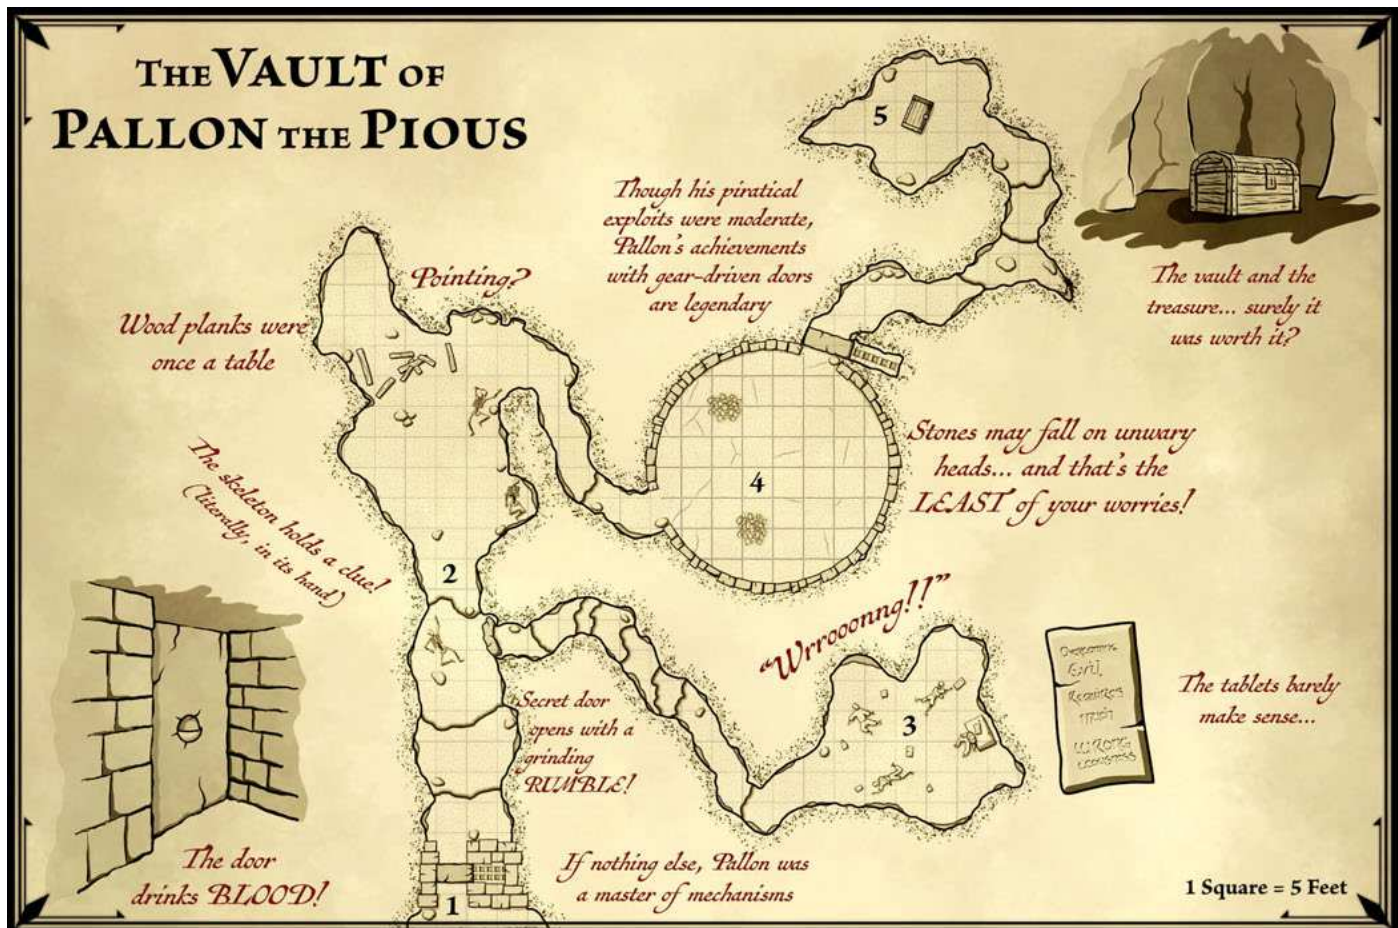 THE VAULT OF
PALLON THE PIOUS
5
Though his piratical
exploits were moderate,
Pallon's achievements
with gear-driven doors
are legendary
The vault and the
treasure... surely it
was worth it?
Pointing?
Wood planks were
once a table
Stones may fall on unwary
heads... and that's the
LEAST of your worries!
4
The skeleton holds a clue!
(literally, in its hand)
2
"Wrrooonng!!"
3
EVIL
REQUIRES
WRONG
The tablets barely
make sense...
Secret door
opens with a
grinding
RUMBLE!
The door
drinks BLOOD!
1
If nothing else, Pallon was
a master of mechanisms
1 Square = 5 Feet